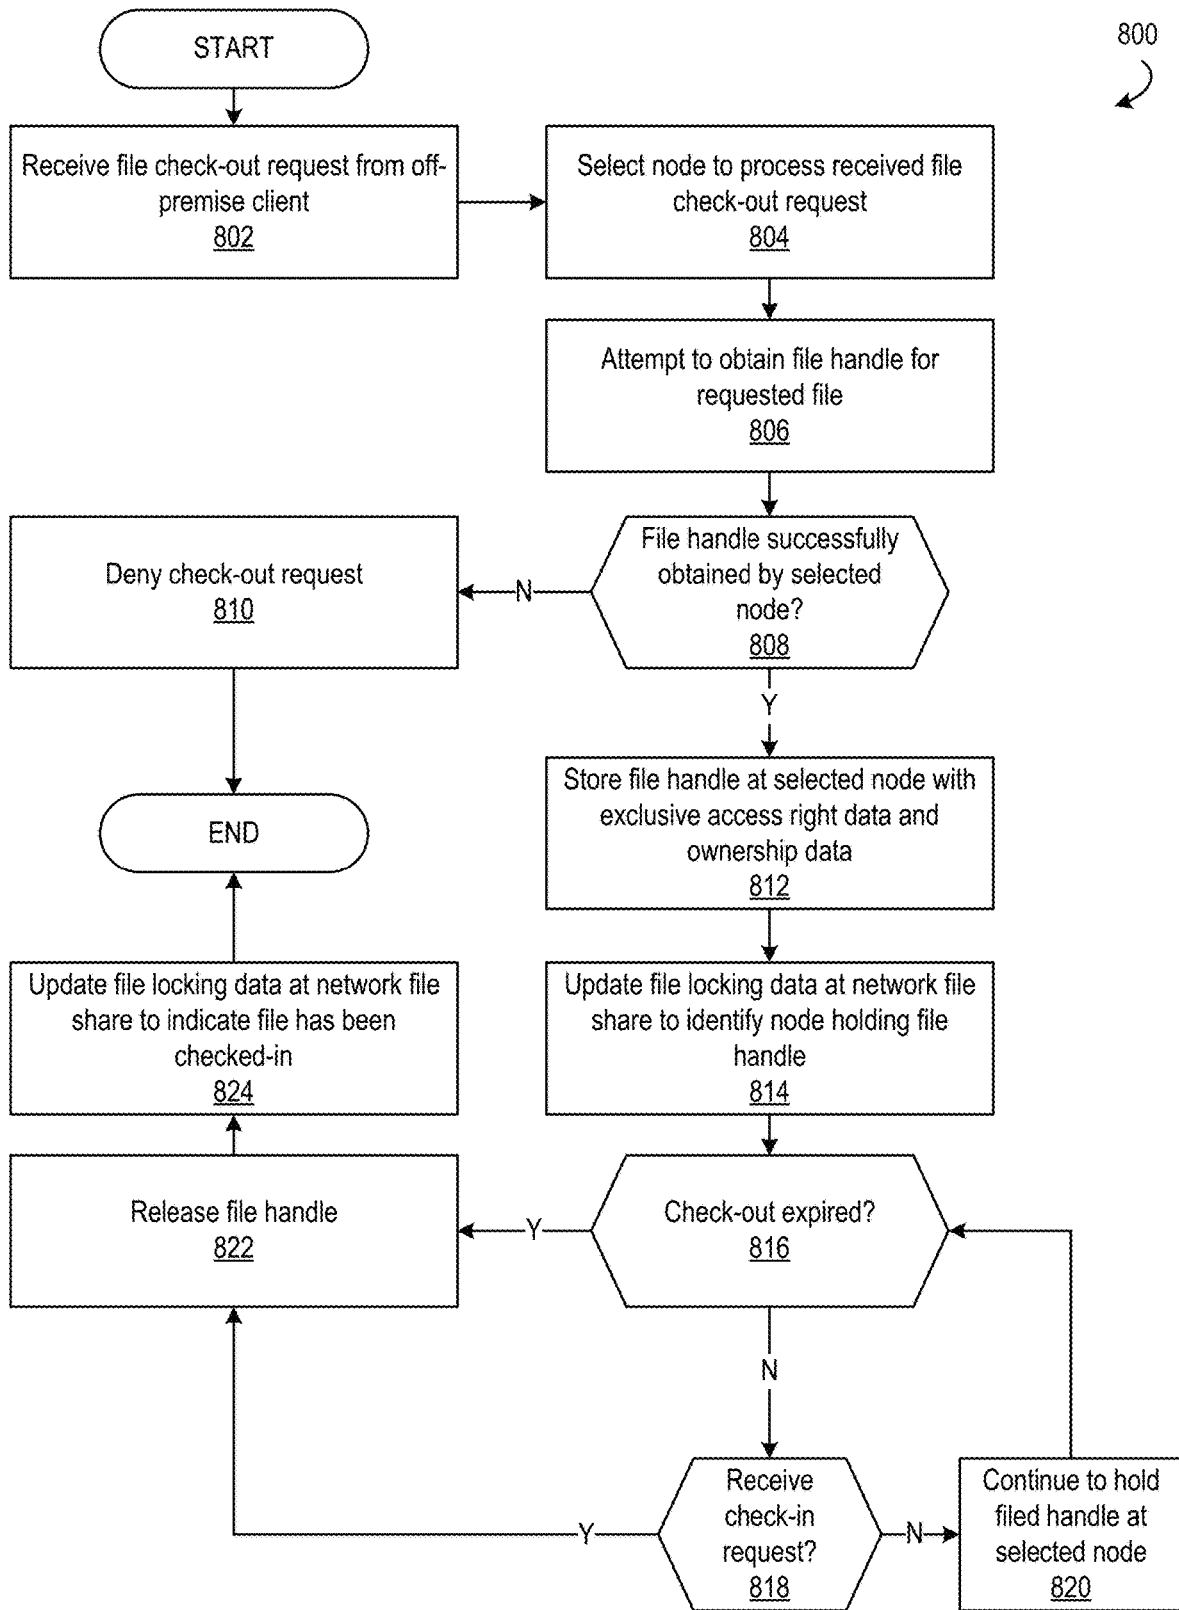 START
800
Receive file check-out request from off-
premise client
802
Select node to process received file
check-out request
804
Attempt to obtain file handle for
requested file
806
File handle successfully
obtained by selected
node?
808
N
Deny check-out request
810
Y
Store file handle at selected node with
exclusive access right data and
ownership data
812
END
Update file locking data at network file
share to identify node holding file
handle
814
Update file locking data at network file
share to indicate file has been
checked-in
824
Check-out expired?
816
Y
Release file handle
822
N
Receive
check-in
request?
818
Y
N
Continue to hold
filed handle at
selected node
820